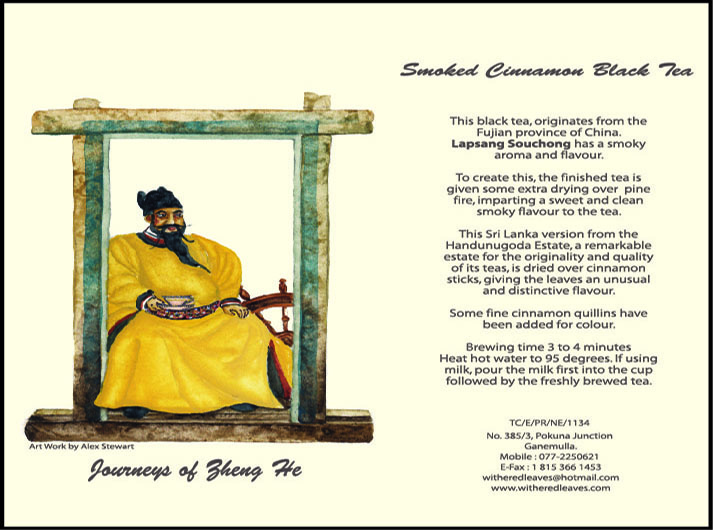 Smoked Cinnamon Black Tea
This black tea, originates from the
Fujian province of China.
Lapsang Souchong has a smoky
aroma and flavour.
To create this, the finished tea is
given some extra drying over pine
fire, imparting a sweet and clean
smoky flavour to the tea.
This Sri Lanka version from the
Handunugoda Estate, a remarkable
estate for the originality and quality
of its teas, is dried over cinnamon
sticks, giving the leaves an unusual
and distinctive flavour.
Some fine cinnamon quillins have
been added for colour.
Brewing time 3 to 4 minutes
Heat hot water to 95 degrees. If using
milk, pour the milk first into the cup
followed by the freshly brewed tea.
TC/E/PR/NE/1134
No. 385/3, Pokuna Junction
Ganemulla.
Mobile : 077-2250621
E-Fax : 1 815 366 1453
witheredleaves@hotmail.com
www.witheredleaves.com
Art Work by Alex Stewart
Journeys of Zheng He